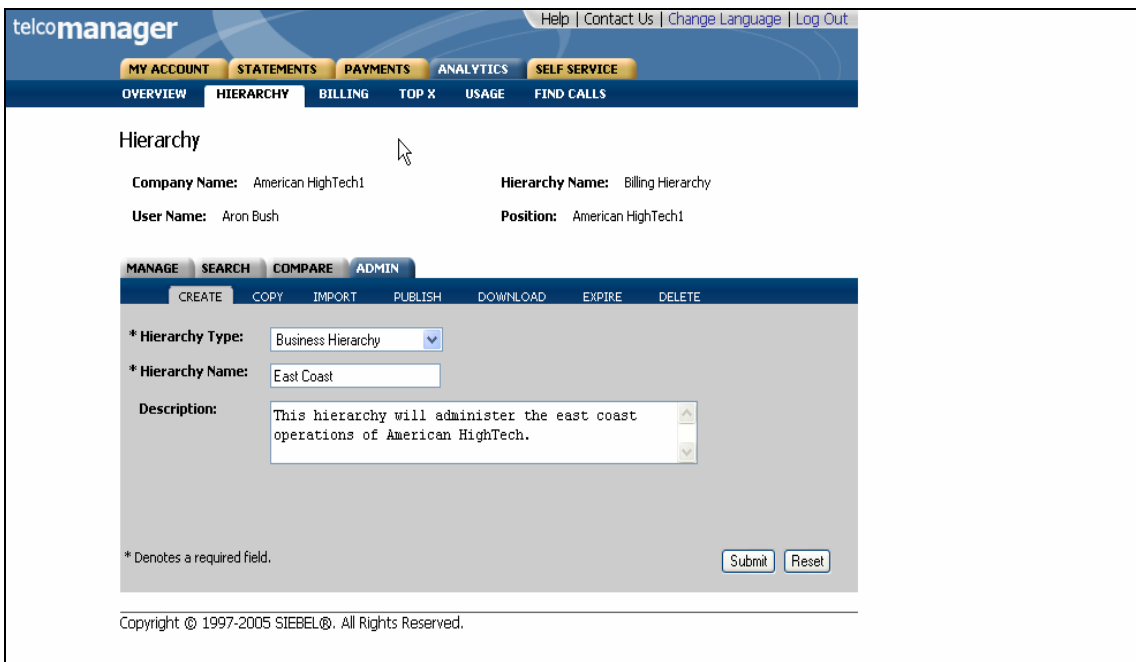 telcomanager
Help | Contact Us | Change Language | Log Out
MY ACCOUNT STATEMENTS PAYMENTS ANALYTICS SELF SERVICE
OVERVIEW HIERARCHY BILLING TOP X USAGE FIND CALLS
Hierarchy
Company Name: American HighTech1 Hierarchy Name: Billing Hierarchy
User Name: Aron Bush Position: American HighTech1
MANAGE SEARCH COMPARE ADMIN
CREATE COPY IMPORT PUBLISH DOWNLOAD EXPIRE DELETE
* Hierarchy Type: Business Hierarchy
* Hierarchy Name: East Coast
Description: This hierarchy will administer the east coast
operations of American HighTech.
* Denotes a required field. Submit Reset
Copyright © 1997-2005 SIEBEL®. All Rights Reserved.